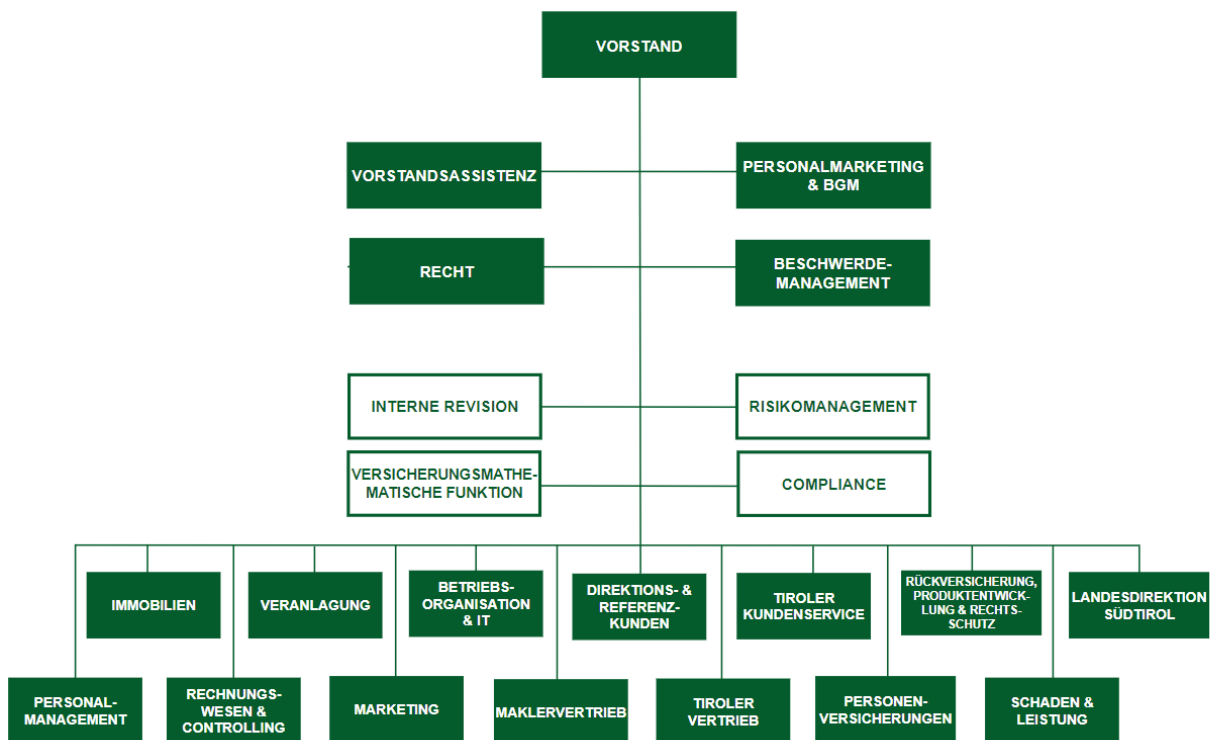 VORSTAND
VORSTANDSASSISTENZ
PERSONALMARKETING
& BGM
RECHT
BESCHWERDE-
MANAGEMENT
INTERNE REVISION
RISIKOMANAGEMENT
VERSICHERUNGSMATHE-
MATISCHE FUNKTION
COMPLIANCE
IMMOBILIEN
VERANLAGUNG
BETRIEBS-
ORGANISATION
& IT
DIREKTIONS- &
REFERENZ-
KUNDEN
TIROLER
KUNDENSERVICE
RÜCKVERSICHERUNG,
PRODUKTENTWICK-
LUNG & RECHTS-
SCHUTZ
LANDESDIREKTION
SÜDTIROL
PERSONAL-
MANAGEMENT
RECHNUNGS-
WESEN &
CONTROLLING
MARKETING
MAKLERVERTRIEB
TIROLER
VERTRIEB
PERSONEN-
VERSICHERUNGEN
SCHADEN &
LEISTUNG